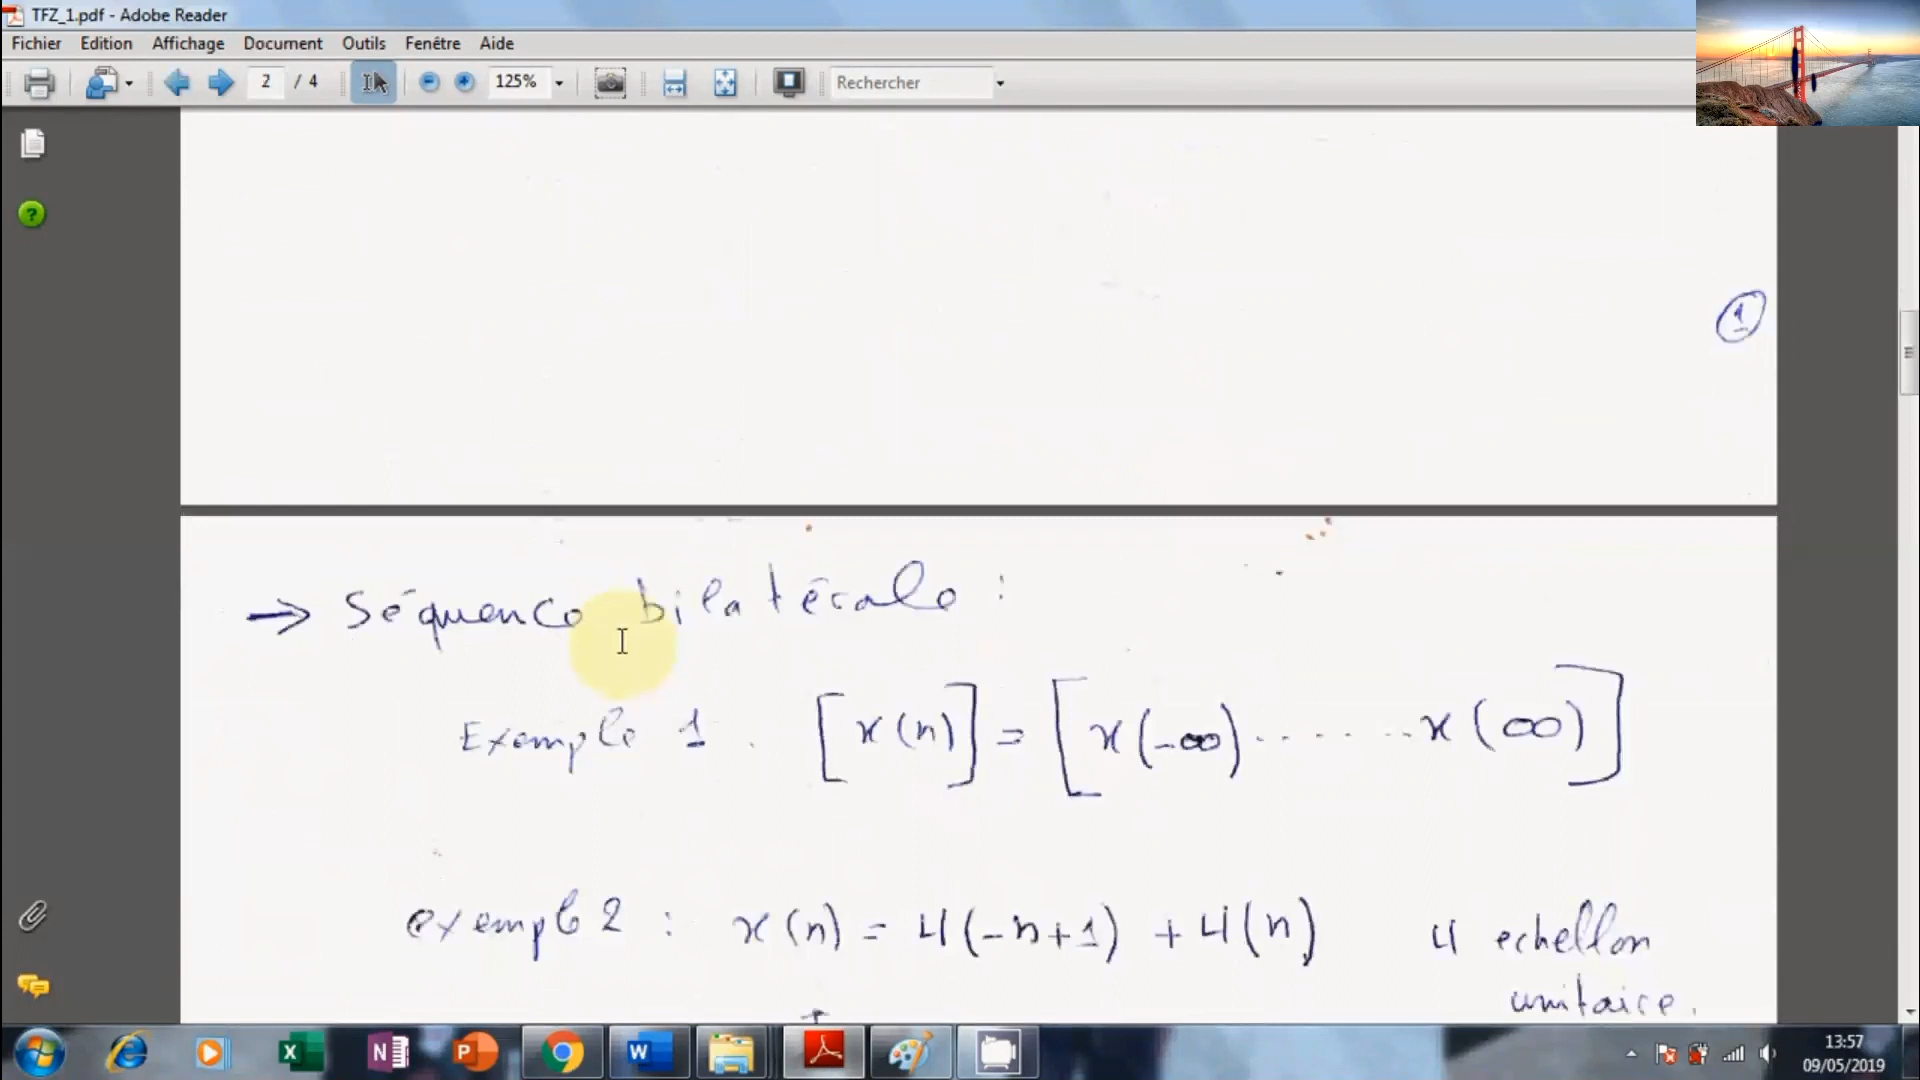 TFZ_1.pdf - Adobe Reader
Fichier Edition Affichage Document Outils Fenêtre Aide
2 / 4 125% Rechercher
1
→ Séquence bilatérale :
Exemple 1 . [x(n)] = [x(-∞) ....... x(∞)]
exemple 2 : x(n) = U(-n+1) + U(n) U echellon
unitaire.
13:57
09/05/2019